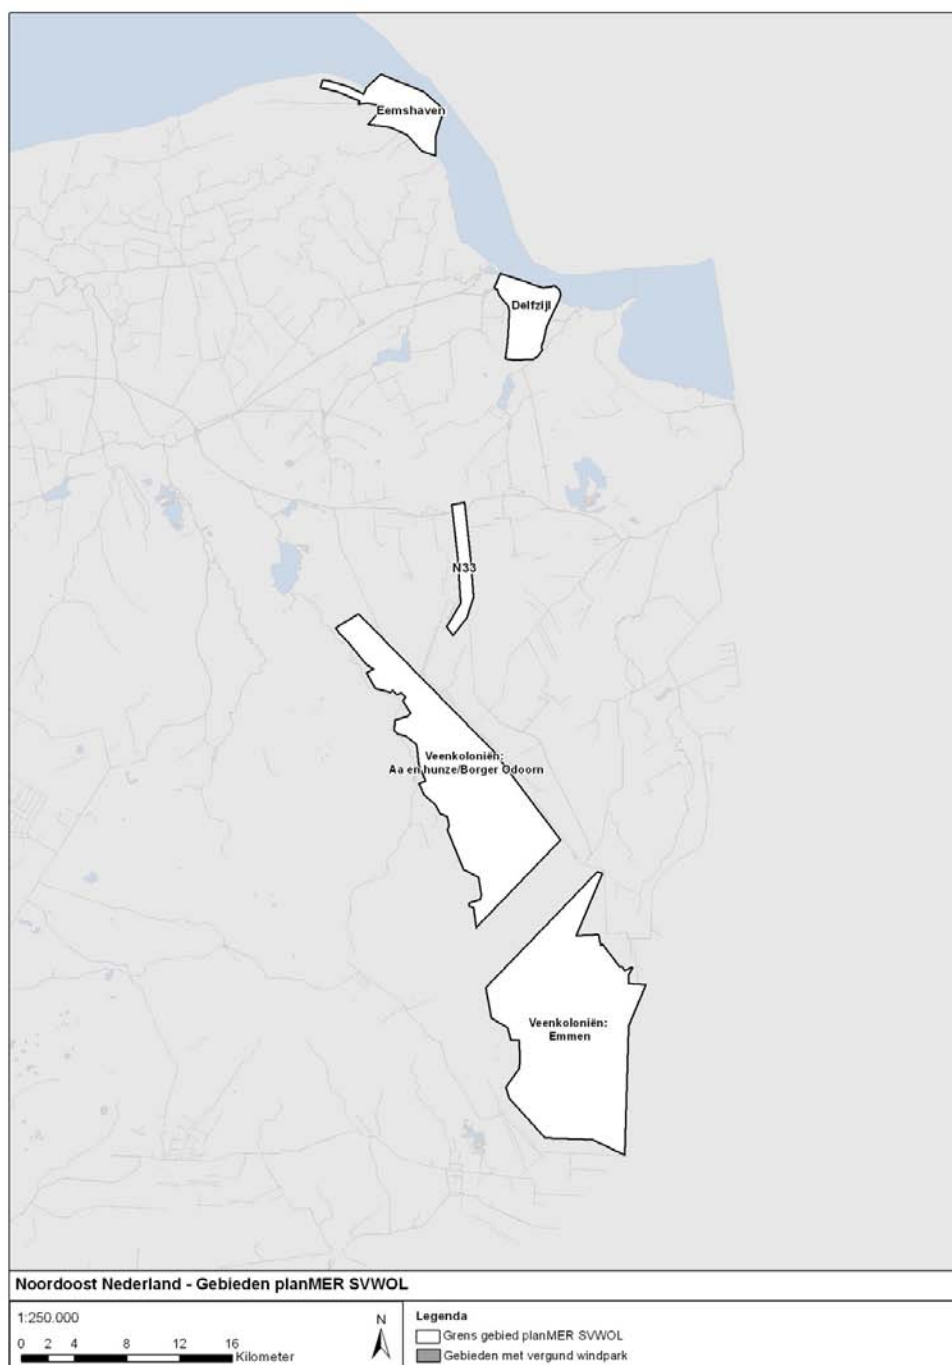 Eemshaven
Delfzijl
N33
Veenkoloniën:
Aa en hunze/Borger Odoorn
Veenkoloniën:
Emmen
Noordoost Nederland - Gebieden planMER SVWOL
1:250.000
N
0 2 4 8 12 16
Kilometer
Legenda
Grens gebied planMER SVWOL
Gebieden met vergund windpark